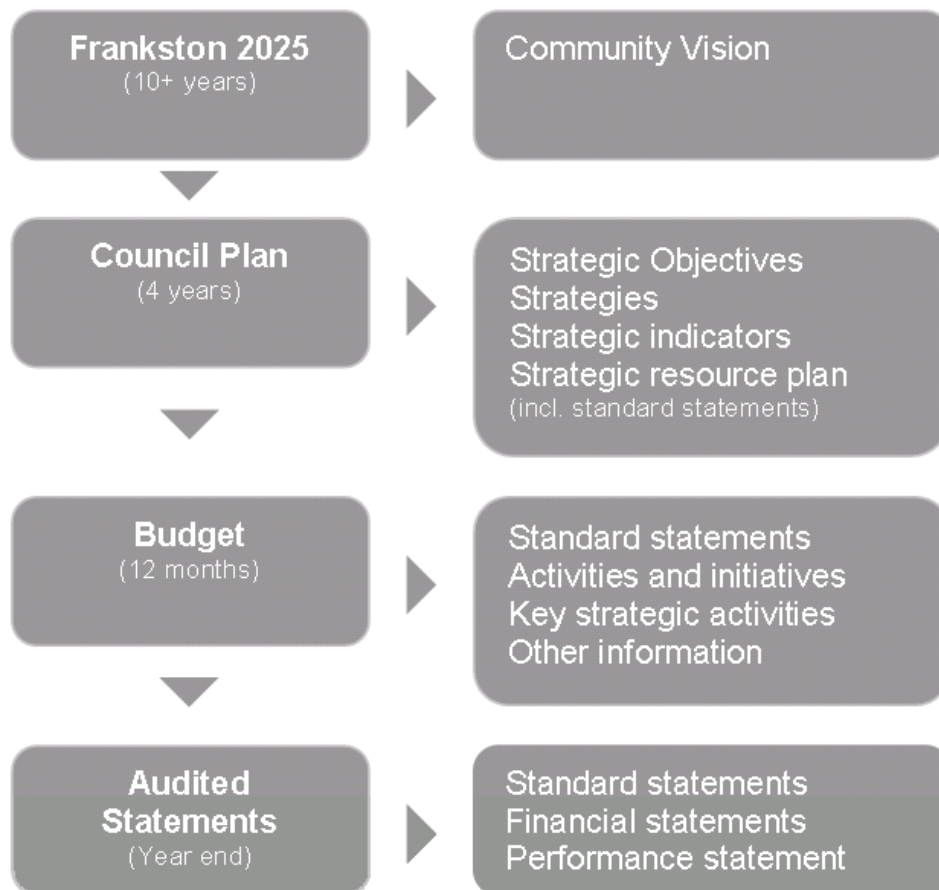 Frankston 2025
(10+ years)
Community Vision
Council Plan
(4 years)
Strategic Objectives
Strategies
Strategic indicators
Strategic resource plan
(incl. standard statements)
Budget
(12 months)
Standard statements
Activities and initiatives
Key strategic activities
Other information
Audited
Statements
(Year end)
Standard statements
Financial statements
Performance statement